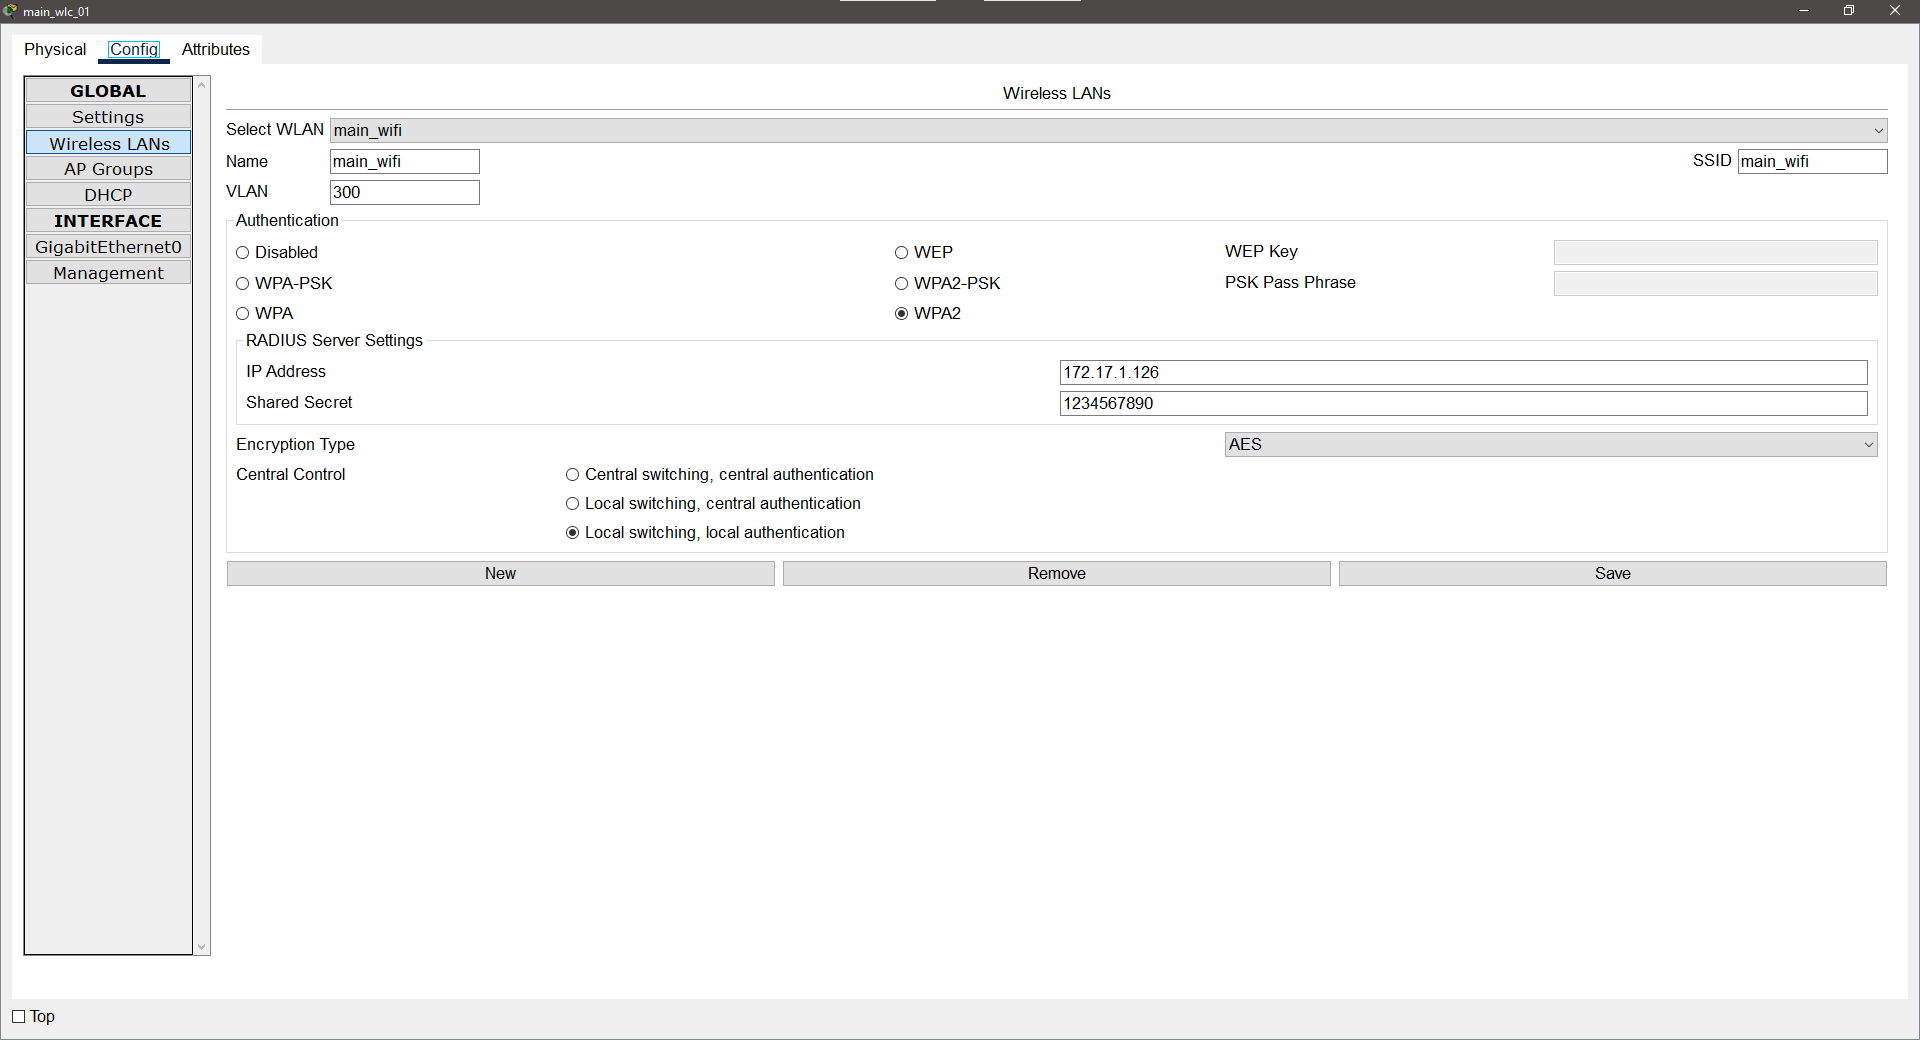 main_wlc_01
Physical Config Attributes
GLOBAL
Settings
Wireless LANs
AP Groups
DHCP
INTERFACE
GigabitEthernet0
Management
Wireless LANs
Select WLAN main_wifi
Name main_wifi SSID main_wifi
VLAN 300
Authentication
Disabled WEP WEP Key
WPA-PSK WPA2-PSK PSK Pass Phrase
WPA WPA2
RADIUS Server Settings
IP Address 172.17.1.126
Shared Secret 1234567890
Encryption Type AES
Central Control Central switching, central authentication
Local switching, central authentication
Local switching, local authentication
New Remove Save
Top